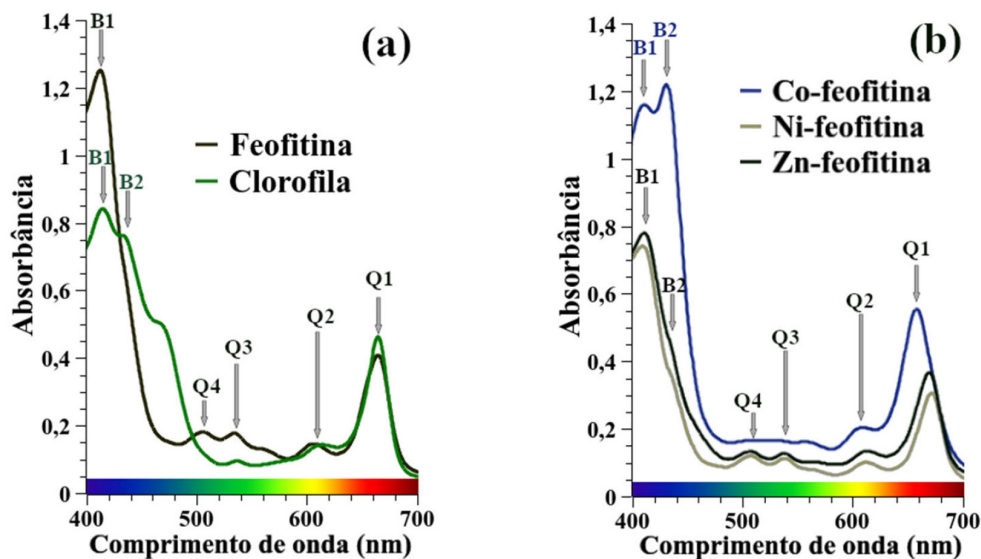 (a)
B1
B1
B2
Feofitina
Clorofila
Q4
Q3
Q2
Q1
Absorbância
1,4
1,2
1
0,8
0,6
0,4
0,2
0
400 500 600 700
Comprimento de onda (nm)
(b)
B1
B2
Co-feofitina
Ni-feofitina
Zn-feofitina
B1
B2
Q4
Q3
Q2
Q1
Absorbância
1,4
1,2
1
0,8
0,6
0,4
0,2
0
400 500 600 700
Comprimento de onda (nm)